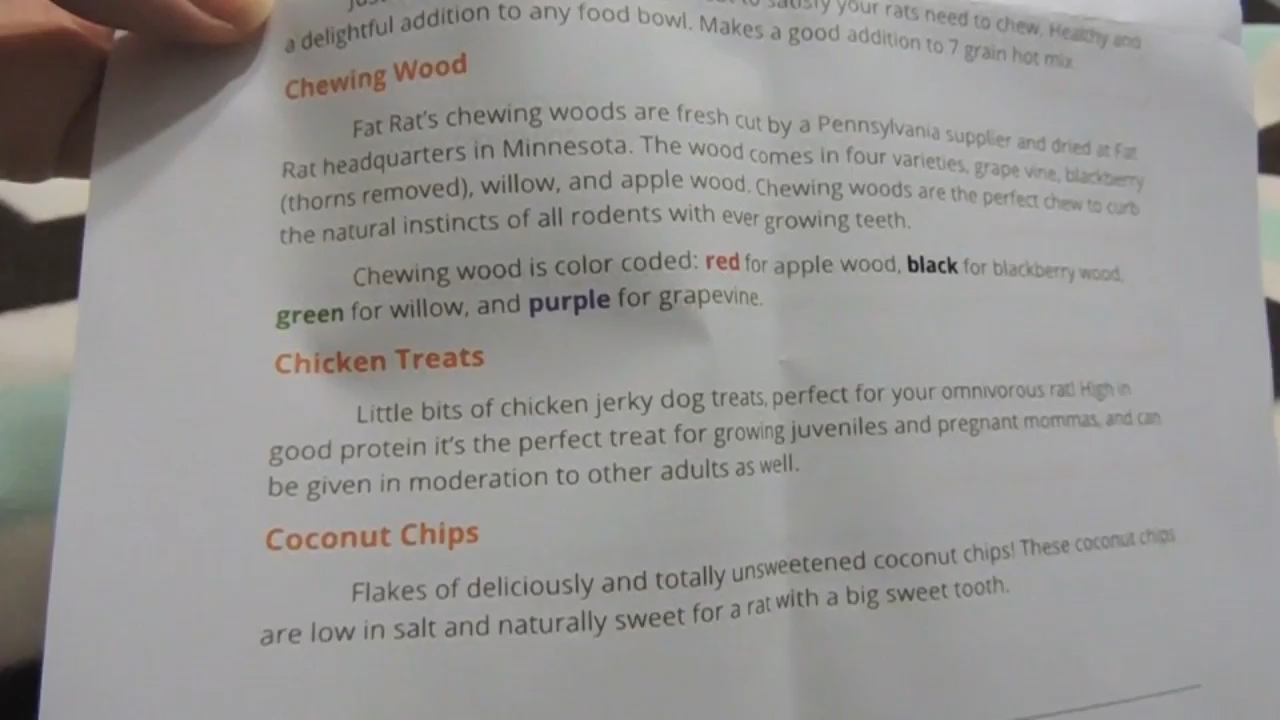 satisfy your rats need to chew. Healthy and
a delightful addition to any food bowl. Makes a good addition to 7 grain hot mix.
Chewing Wood
Fat Rat's chewing woods are fresh cut by a Pennsylvania supplier and dried at Fat
Rat headquarters in Minnesota. The wood comes in four varieties, grape vine, blackberry
(thorns removed), willow, and apple wood. Chewing woods are the perfect chew to curb
the natural instincts of all rodents with ever growing teeth.
Chewing wood is color coded: red for apple wood, black for blackberry wood,
green for willow, and purple for grapevine.
Chicken Treats
Little bits of chicken jerky dog treats, perfect for your omnivorous rat! High in
good protein it's the perfect treat for growing juveniles and pregnant mommas, and can
be given in moderation to other adults as well.
Coconut Chips
Flakes of deliciously and totally unsweetened coconut chips! These coconut chips
are low in salt and naturally sweet for a rat with a big sweet tooth.